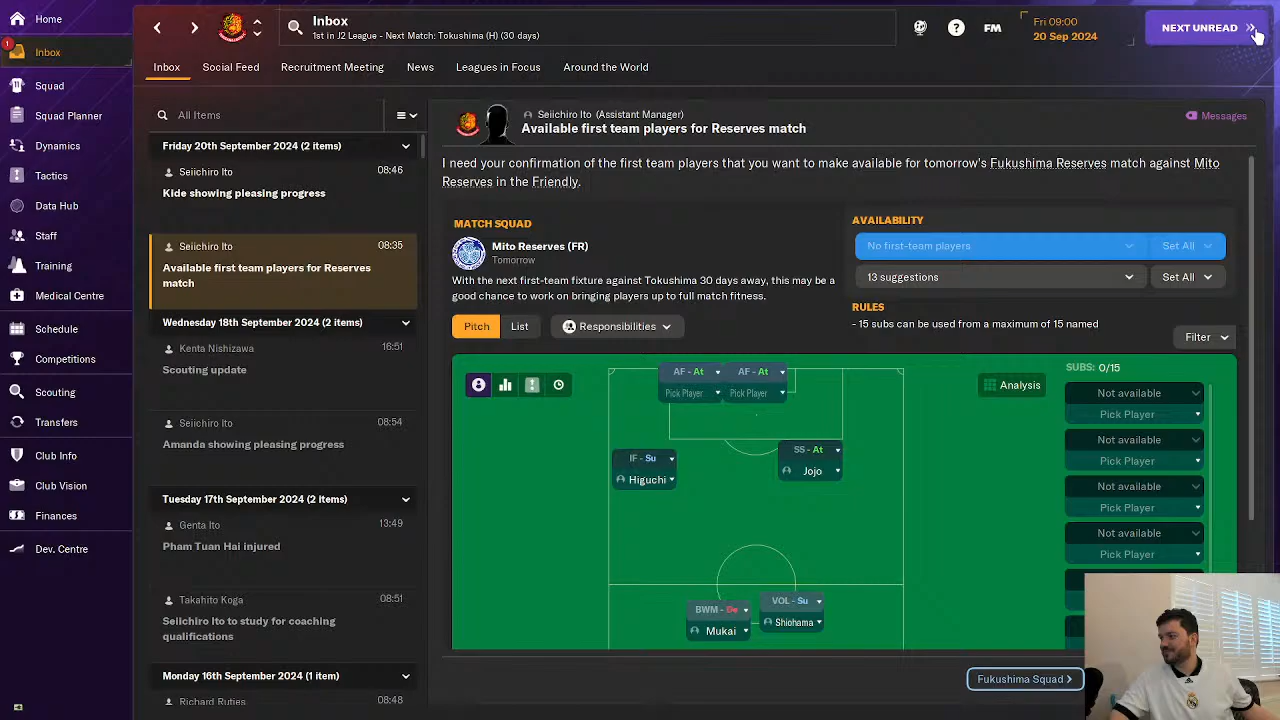 Home
Inbox
1st in J2 League - Next Match: Tokushima (H) (30 days)
?
FM
Fri 09:00
20 Sep 2024
NEXT UNREAD
1
Inbox
Squad
Squad Planner
Dynamics
Tactics
Data Hub
Staff
Training
Medical Centre
Schedule
Competitions
Scouting
Transfers
Club Info
Club Vision
Finances
Dev. Centre
Inbox
Social Feed
Recruitment Meeting
News
Leagues in Focus
Around the World
All Items
Friday 20th September 2024 (2 items)
Seiichiro Ito 08:46
Kide showing pleasing progress
Seiichiro Ito 08:35
Available first team players for Reserves
match
Wednesday 18th September 2024 (2 items)
Kenta Nishizawa 16:51
Scouting update
Seiichiro Ito 08:54
Amanda showing pleasing progress
Tuesday 17th September 2024 (2 items)
Genta Ito 13:49
Pham Tuan Hai injured
Takahito Koga 08:51
Seiichiro Ito to study for coaching
qualifications
Monday 16th September 2024 (1 item)
Richard Ruties 08:48
Seiichiro Ito (Assistant Manager)
Available first team players for Reserves match
Messages
I need your confirmation of the first team players that you want to make available for tomorrow's Fukushima Reserves match against Mito
Reserves in the Friendly.
MATCH SQUAD
Mito Reserves (FR)
Tomorrow
With the next first-team fixture against Tokushima 30 days away, this may be a
good chance to work on bringing players up to full match fitness.
AVAILABILITY
No first-team players Set All
13 suggestions Set All
RULES
- 15 subs can be used from a maximum of 15 named
Pitch
List
Responsibilities
Filter
AF - At
Pick Player
AF - At
Pick Player
Analysis
IF - Su
Higuchi
SS - At
Jojo
BWM - De
Mukai
VOL - Su
Shiohama
SUBS: 0/15
Not available
Pick Player
Not available
Pick Player
Not available
Pick Player
Not available
Pick Player
Fukushima Squad